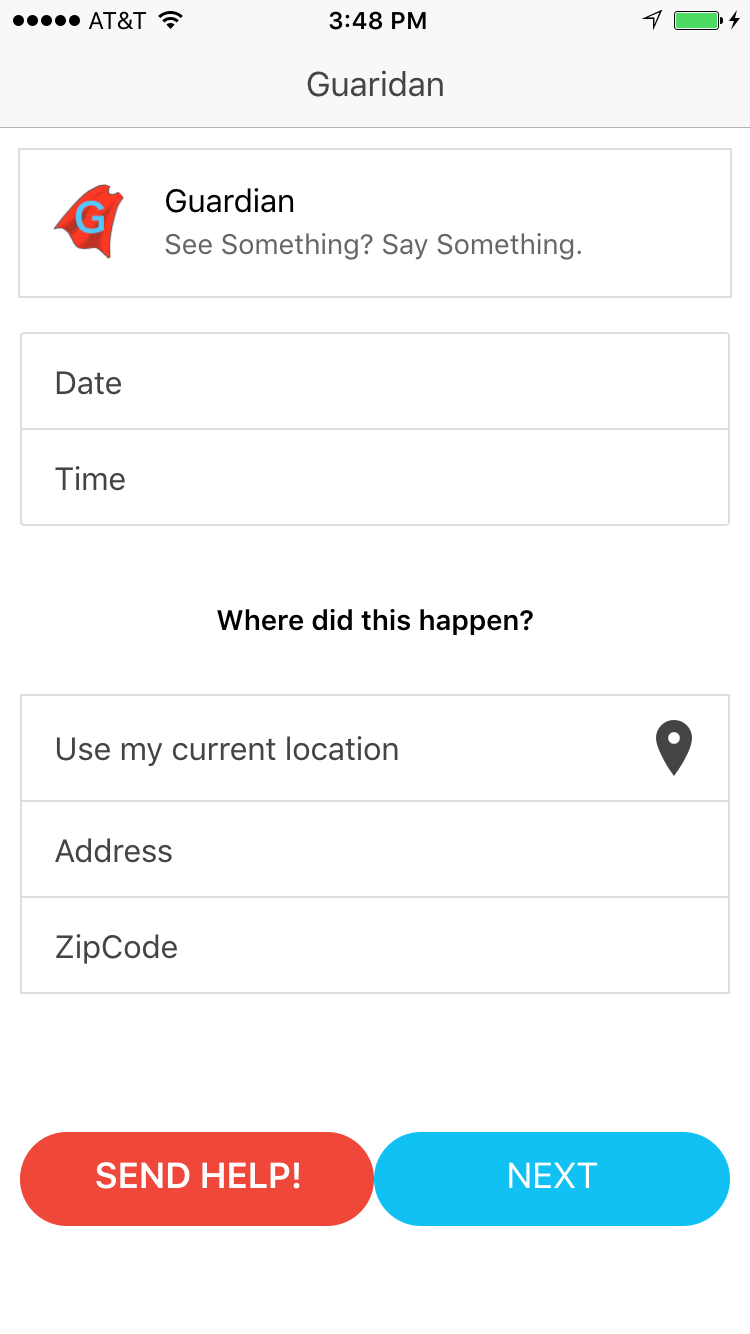 AT&T 3:48 PM
Guaridan
G
Guardian
See Something? Say Something.
Date
Time
Where did this happen?
Use my current location
Address
ZipCode
SEND HELP! NEXT